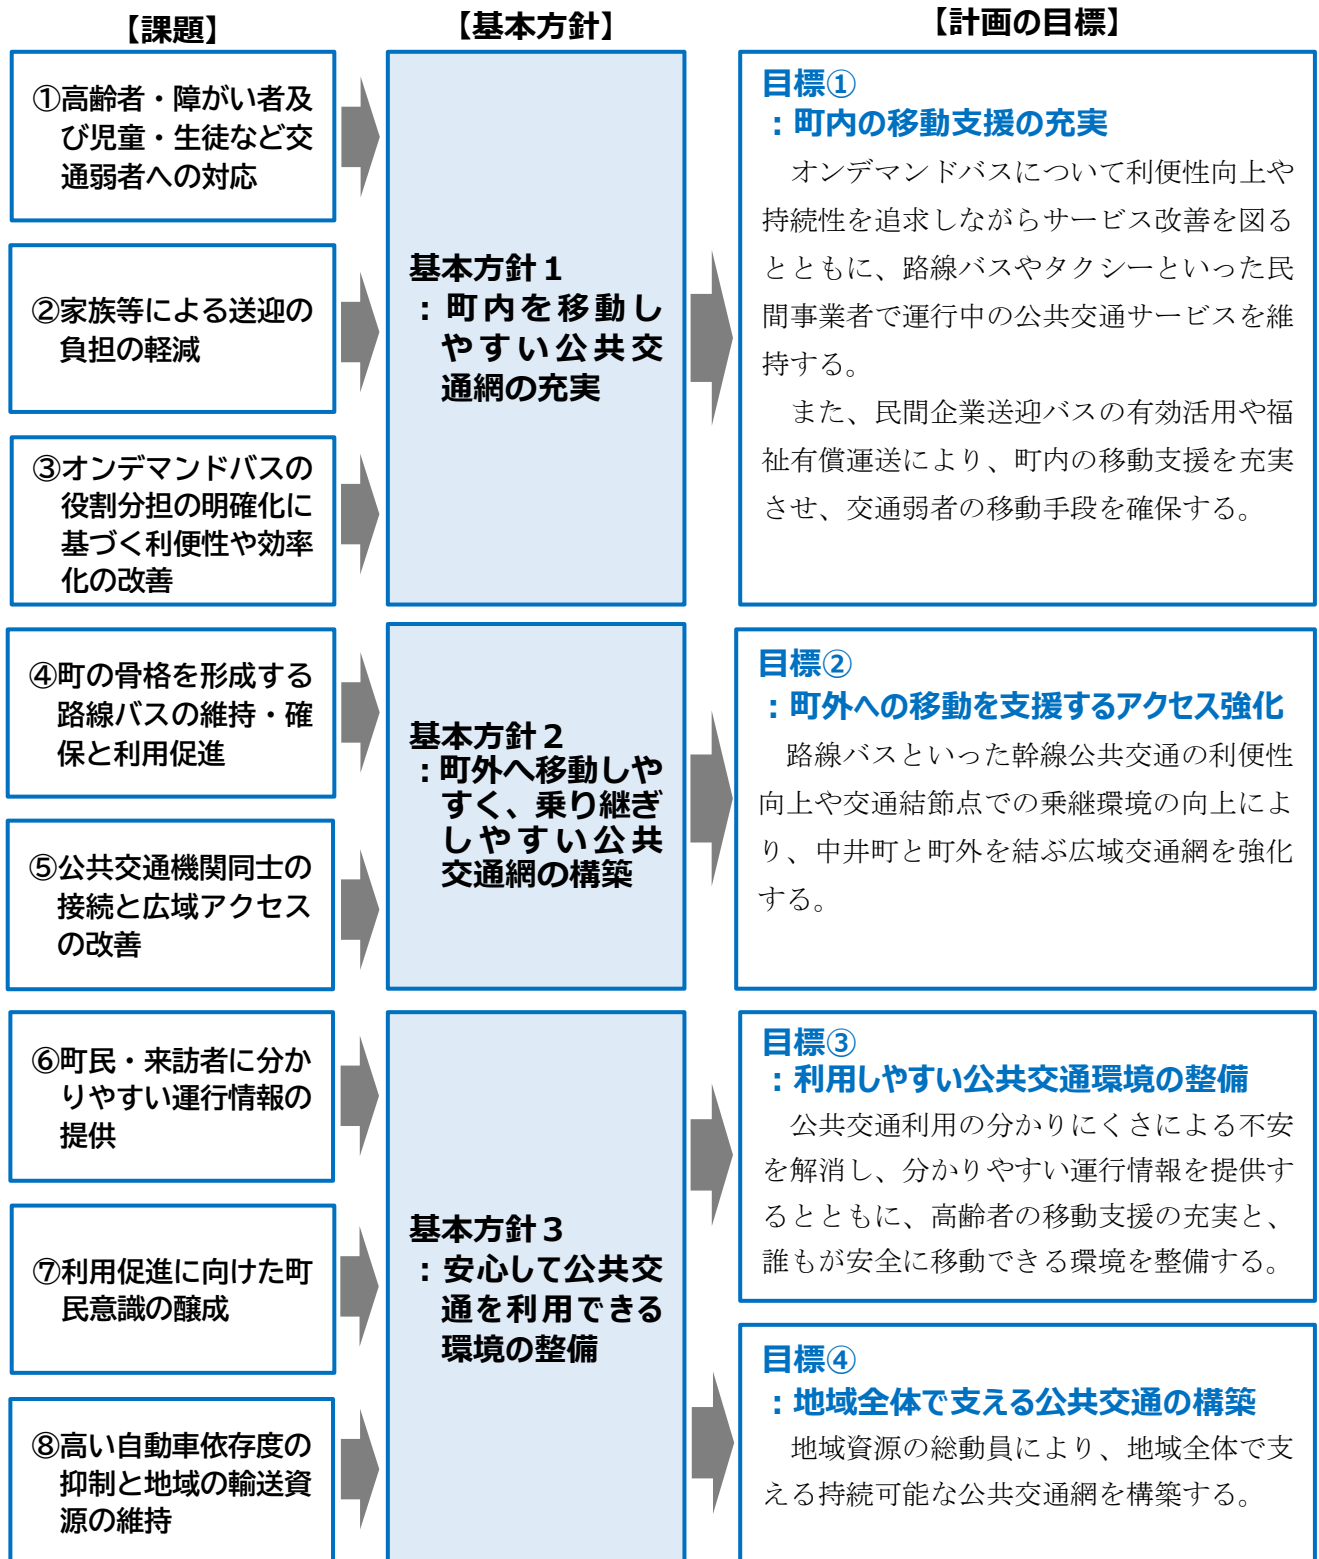 【課題】
【基本方針】
【計画の目標】
①高齢者・障がい者及
び児童・生徒など交
通弱者への対応
②家族等による送迎の
負担の軽減
③オンデマンドバスの
役割分担の明確化に
基づく利便性や効率
化の改善
基本方針１
：町内を移動し
やすい公共交
通網の充実
目標①
：町内の移動支援の充実
オンデマンドバスについて利便性向上や
持続性を追求しながらサービス改善を図る
とともに、路線バスやタクシーといった民
間事業者で運行中の公共交通サービスを維
持する。
また、民間企業送迎バスの有効活用や福
祉有償運送により、町内の移動支援を充実
させ、交通弱者の移動手段を確保する。
④町の骨格を形成する
路線バスの維持・確
保と利用促進
⑤公共交通機関同士の
接続と広域アクセス
の改善
基本方針２
：町外へ移動しや
すく、乗り継ぎ
しやすい公共
交通網の構築
目標②
：町外への移動を支援するアクセス強化
路線バスといった幹線公共交通の利便性
向上や交通結節点での乗継環境の向上によ
り、中井町と町外を結ぶ広域交通網を強化
する。
⑥町民・来訪者に分か
りやすい運行情報の
提供
⑦利用促進に向けた町
民意識の醸成
⑧高い自動車依存度の
抑制と地域の輸送資
源の維持
基本方針３
：安心して公共交
通を利用できる
環境の整備
目標③
：利用しやすい公共交通環境の整備
公共交通利用の分かりにくさによる不安
を解消し、分かりやすい運行情報を提供す
るとともに、高齢者の移動支援の充実と、
誰もが安全に移動できる環境を整備する。
目標④
：地域全体で支える公共交通の構築
地域資源の総動員により、地域全体で支
える持続可能な公共交通網を構築する。